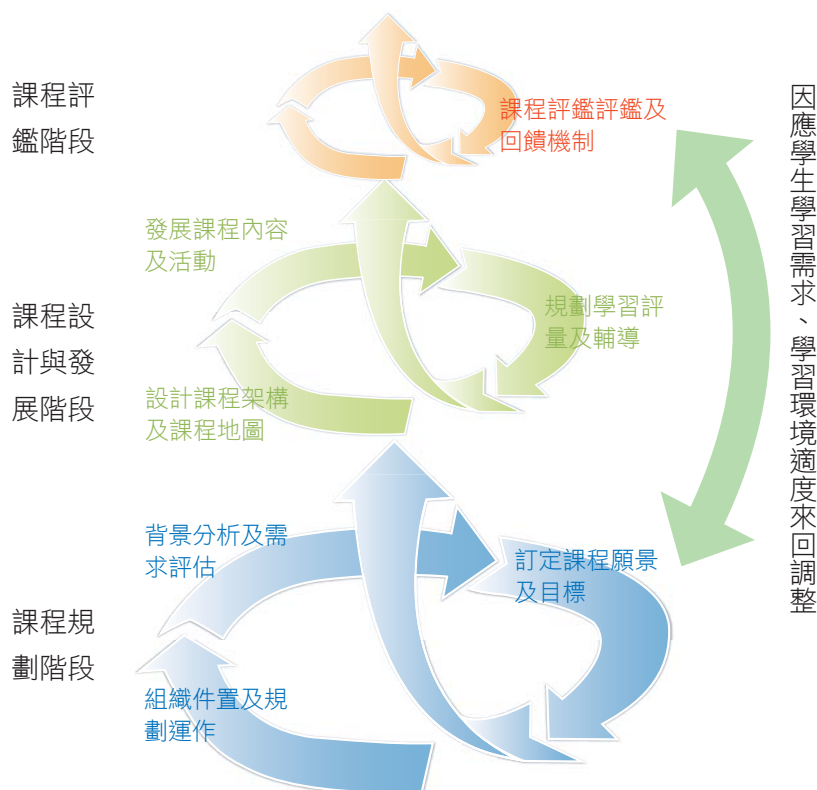 課程評
鑑階段
課程評鑑評鑑及
回饋機制
發展課程內容
及活動
規劃學習評
量及輔導
課程設
計與發
展階段
設計課程架構
及課程地圖
背景分析及需
求評估
訂定課程願景
及目標
課程規
劃階段
組織件置及規
劃運作
因應學生學習需求、學習環境適度來回調整